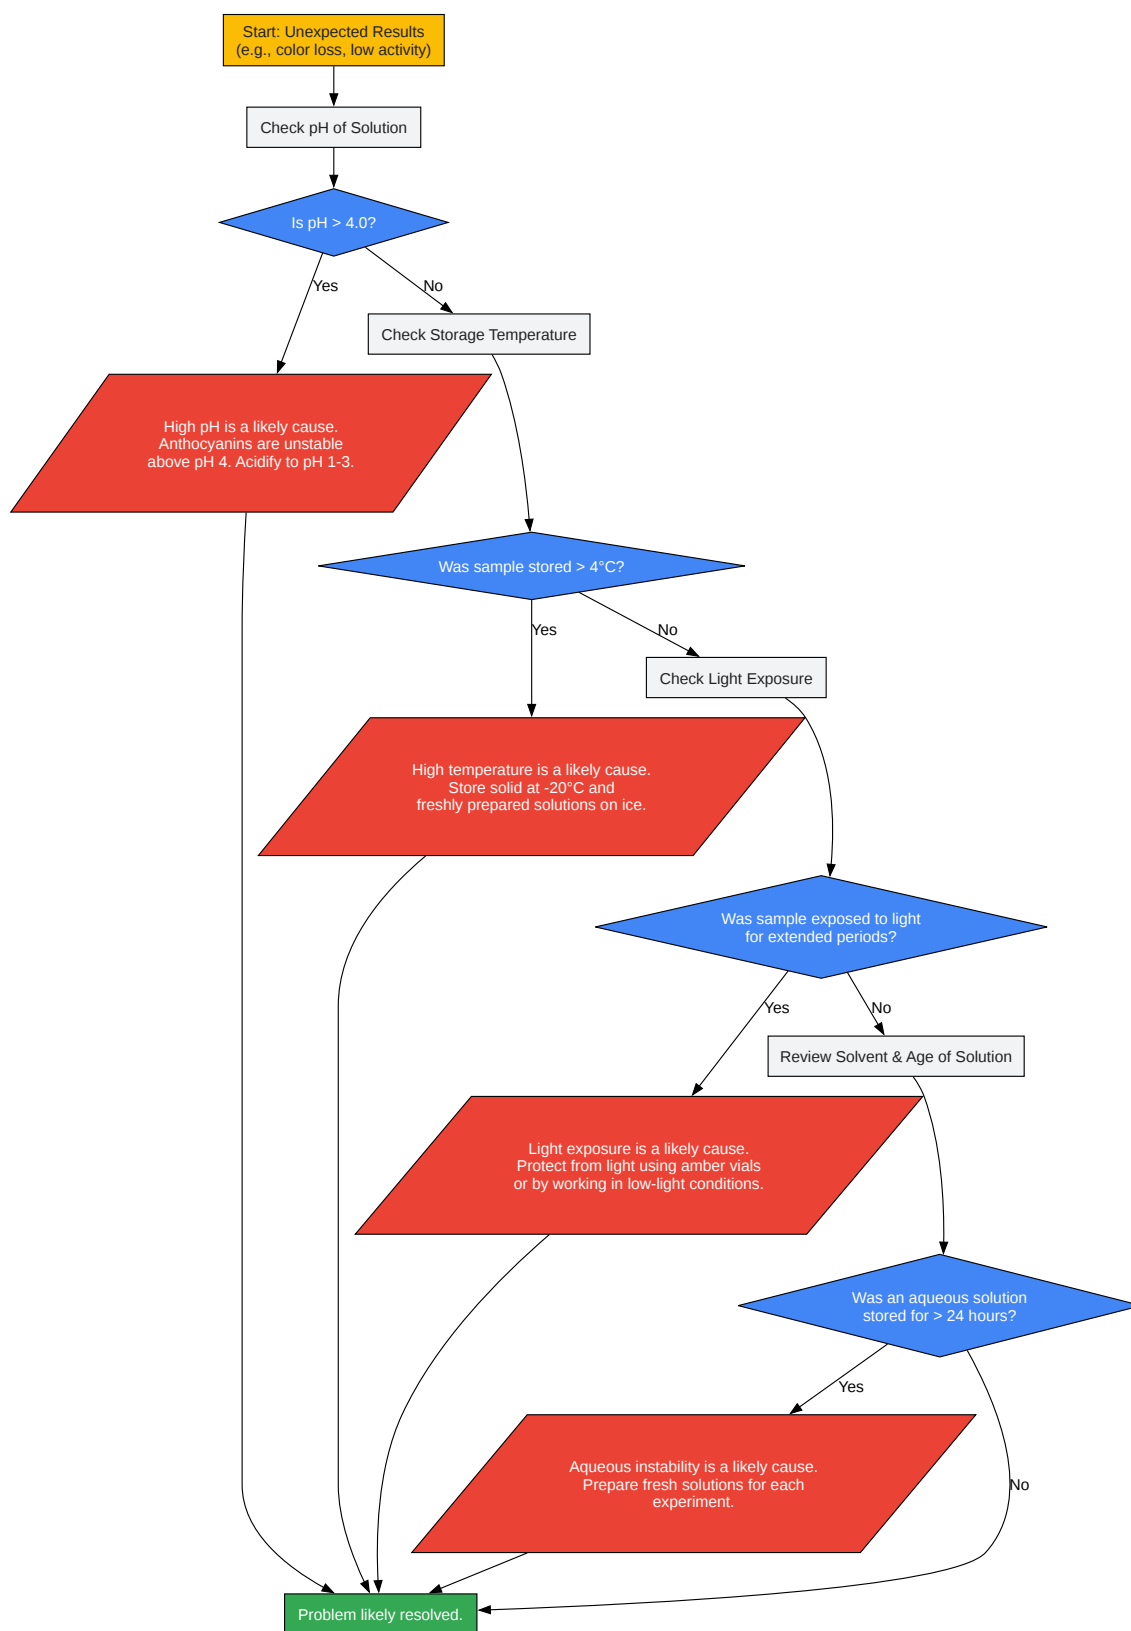 Start: Unexpected Results
(e.g., color loss, low activity)
Check pH of Solution
Is pH > 4.0?
Yes
No
Check Storage Temperature
High pH is a likely cause.
Anthocyanins are unstable
above pH 4. Acidify to pH 1-3.
Was sample stored > 4°C?
Yes
No
Check Light Exposure
High temperature is a likely cause.
Store solid at -20°C and
freshly prepared solutions on ice.
Was sample exposed to light
for extended periods?
Yes
No
Review Solvent & Age of Solution
Light exposure is a likely cause.
Protect from light using amber vials
or by working in low-light conditions.
Was an aqueous solution
stored for > 24 hours?
Yes
No
Aqueous instability is a likely cause.
Prepare fresh solutions for each
experiment.
Problem likely resolved.